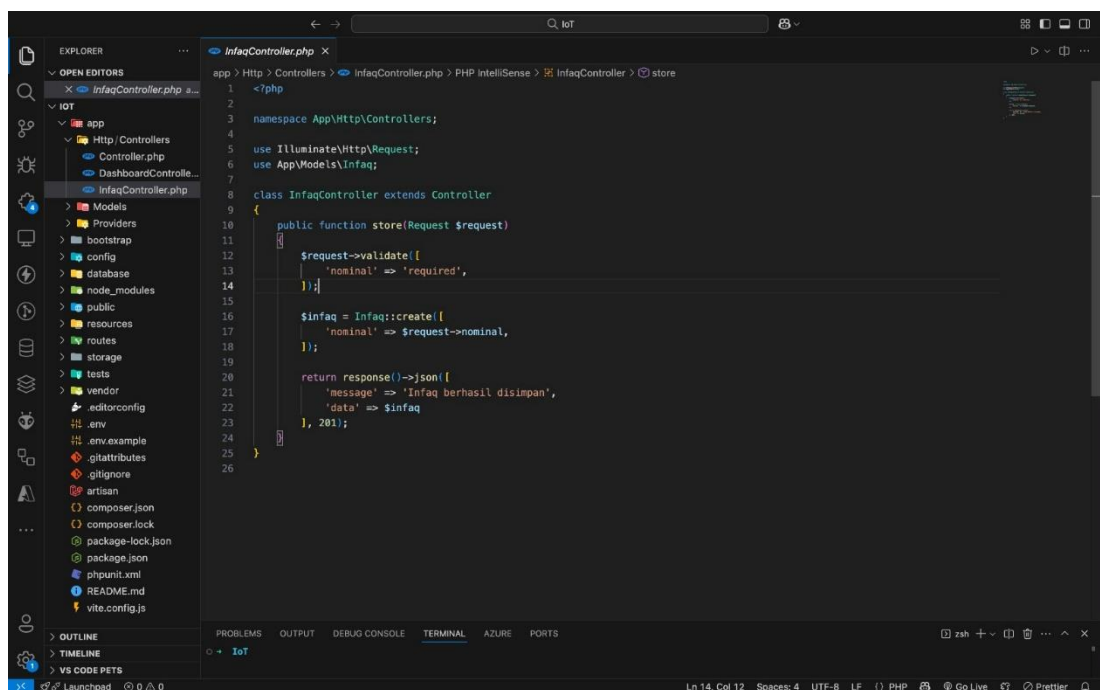 IoT
EXPLORER
InfaqController.php
OPEN EDITORS
InfaqController.php a...
IOT
app
Http / Controllers
Controller.php
DashboardControlle...
InfaqController.php
Models
Providers
bootstrap
config
database
node_modules
public
resources
routes
storage
tests
vendor
.editorconfig
.env
.env.example
.gitattributes
.gitignore
artisan
composer.json
composer.lock
package-lock.json
package.json
phpunit.xml
README.md
vite.config.js
OUTLINE
TIMELINE
VS CODE PETS
4
1
app > Http > Controllers > InfaqController.php > PHP IntelliSense > InfaqController > store
1 <?php
2
3 namespace App\Http\Controllers;
4
5 use Illuminate\Http\Request;
6 use App\Models\Infaq;
7
8 class InfaqController extends Controller
9 {
10 public function store(Request $request)
11 {
12 $request->validate([
13 'nominal' => 'required',
14 ]);
15
16 $infaq = Infaq::create([
17 'nominal' => $request->nominal,
18 ]);
19
20 return response()->json([
21 'message' => 'Infaq berhasil disimpan',
22 'data' => $infaq
23 ], 201);
24 }
25 }
26
PROBLEMS OUTPUT DEBUG CONSOLE TERMINAL AZURE PORTS
zsh
IoT
Launchpad 0 0 0
Ln 14, Col 12 Spaces: 4 UTF-8 LF {} PHP Go Live Prettier